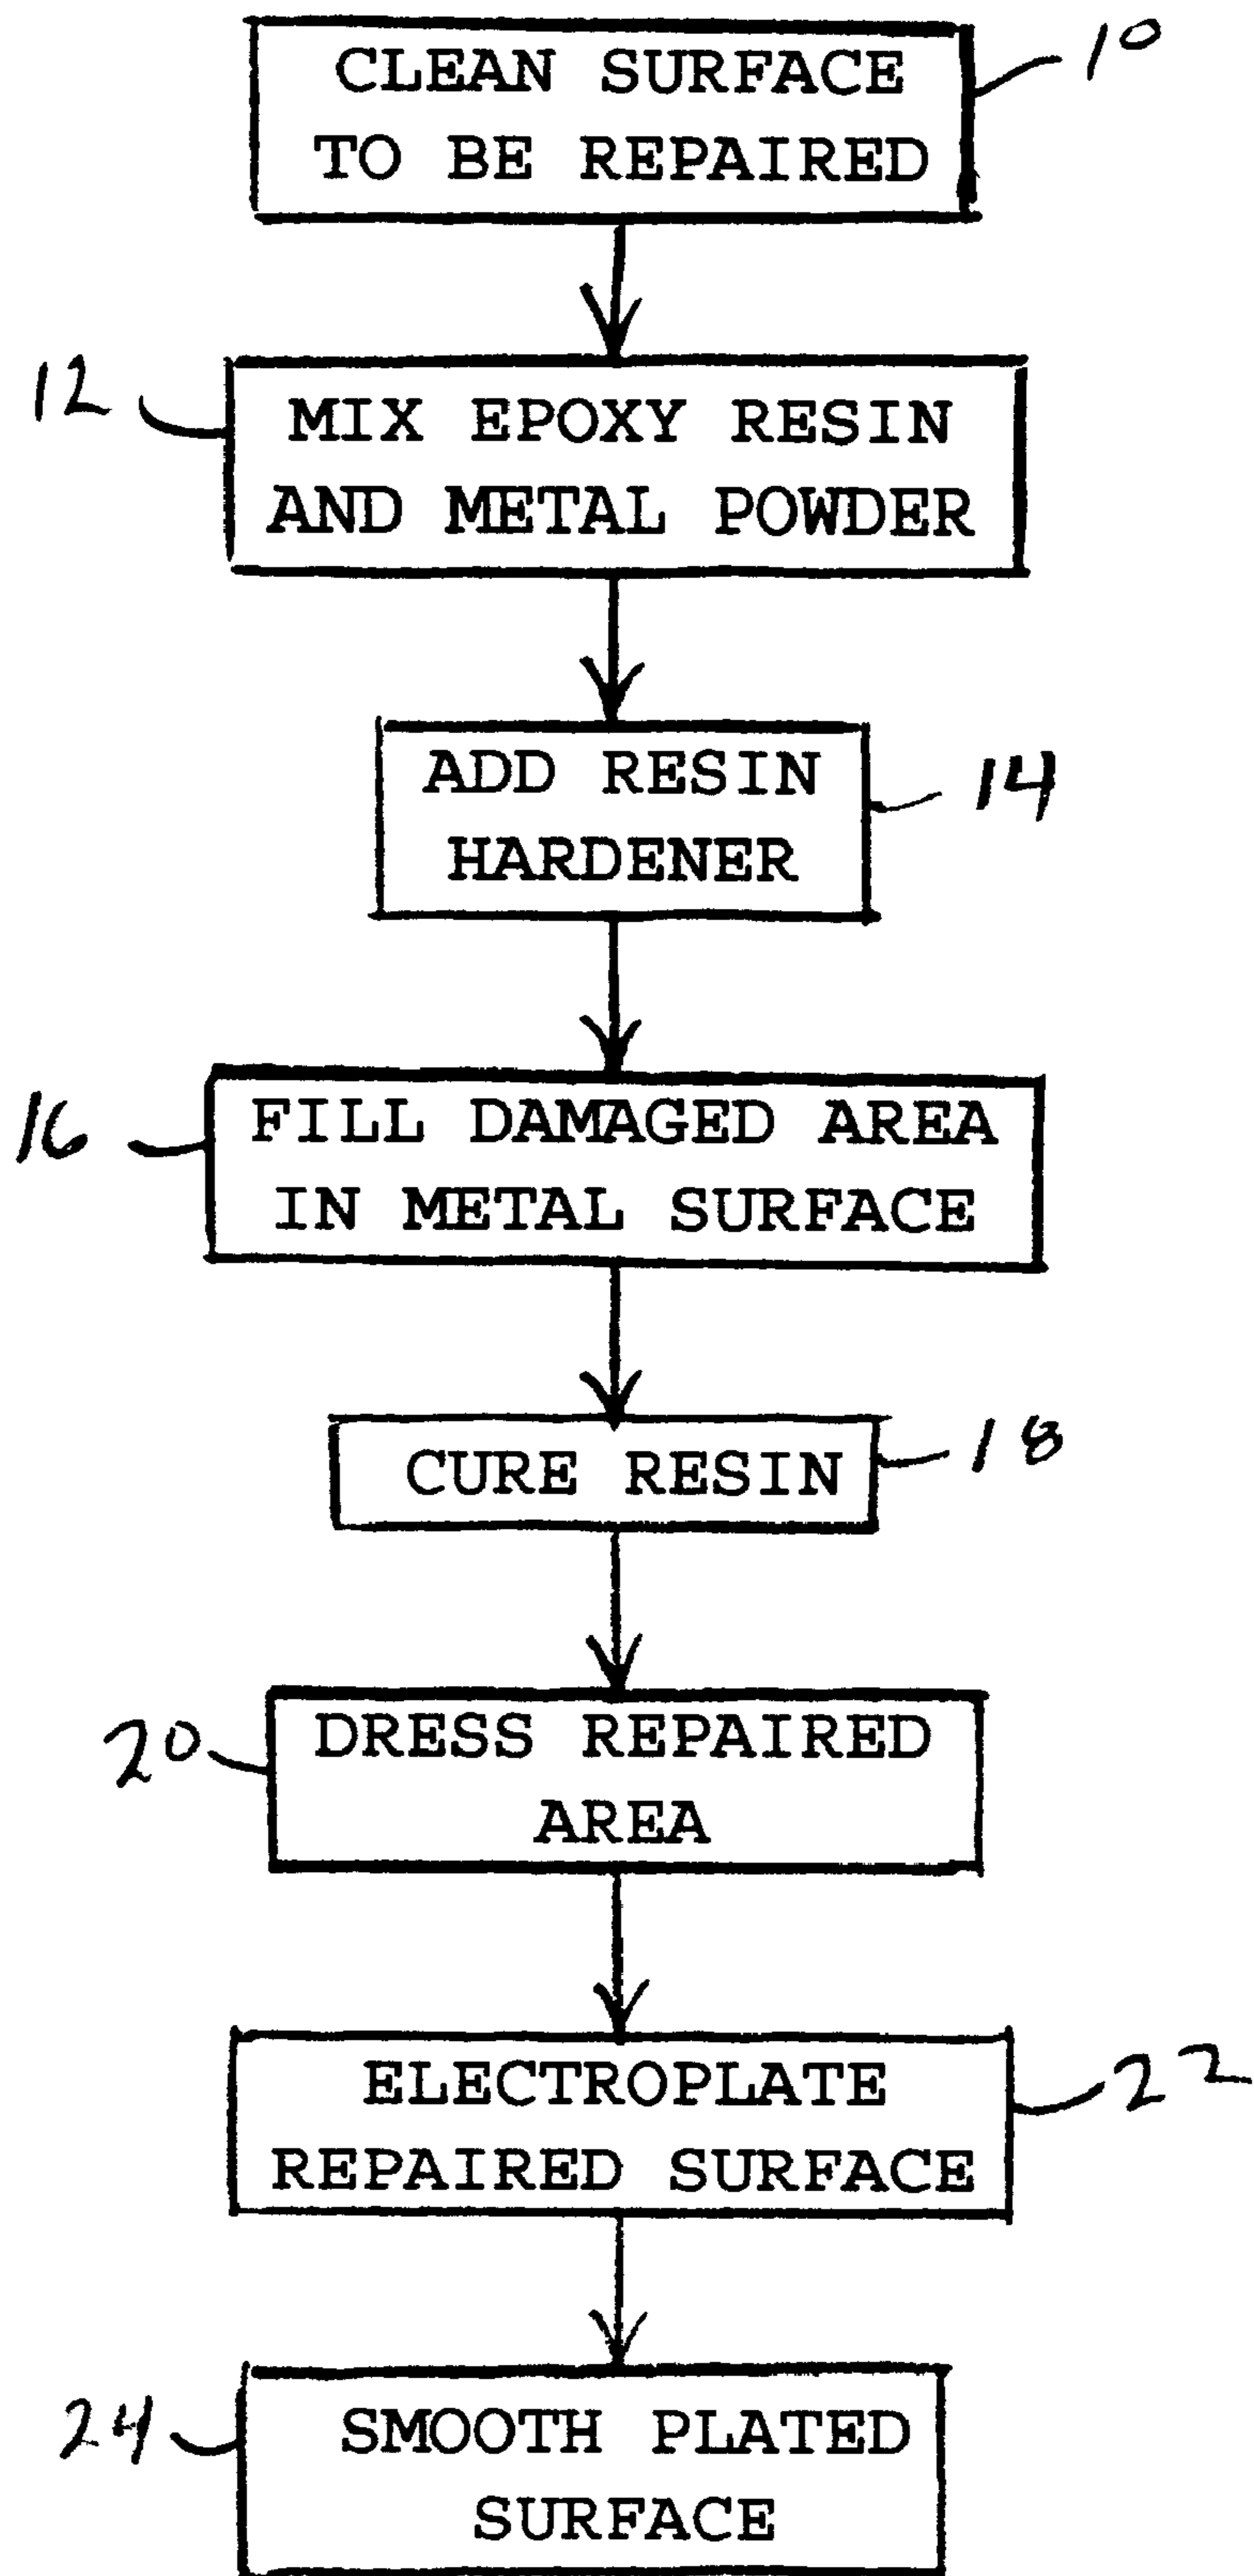 CLEAN SURFACE
TO BE REPAIRED
10
12
MIX EPOXY RESIN
AND METAL POWDER
ADD RESIN
HARDENER
14
16
FILL DAMAGED AREA
IN METAL SURFACE
CURE RESIN
18
20
DRESS REPAIRED
AREA
ELECTROPLATE
REPAIRED SURFACE
22
24
SMOOTH PLATED
SURFACE